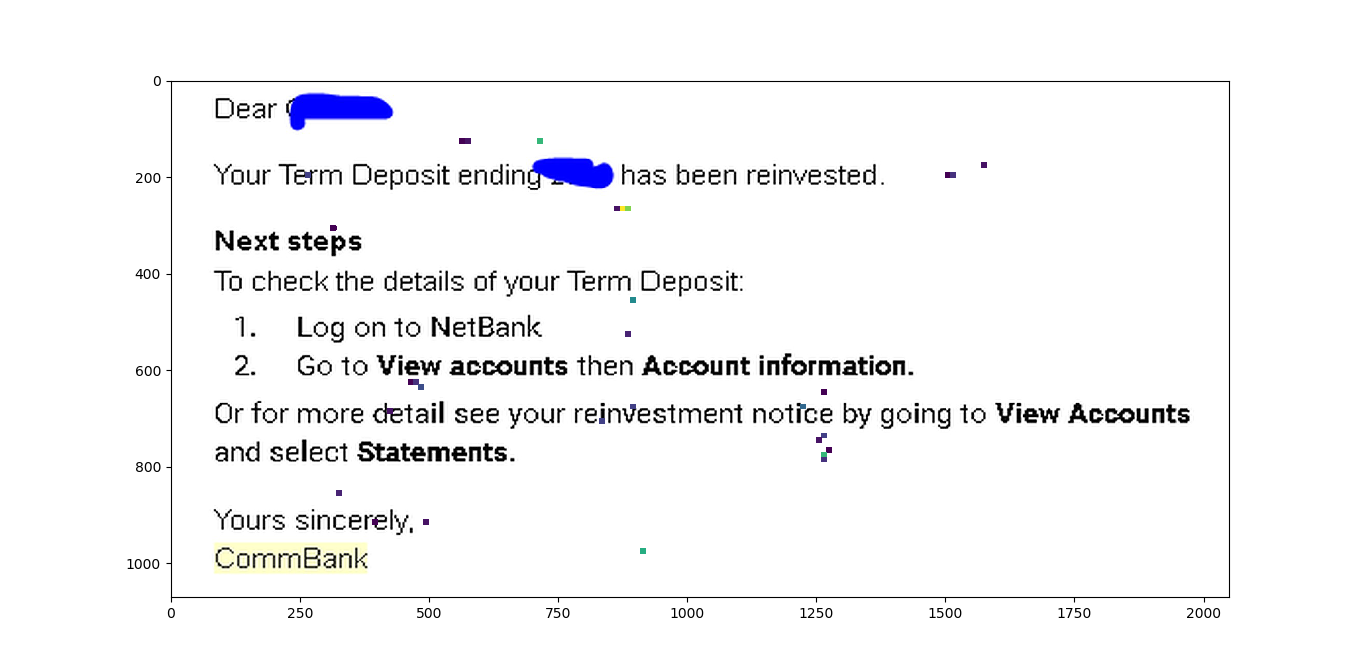 Dear
Your Term Deposit ending has been reinvested.
Next steps
To check the details of your Term Deposit:
1. Log on to NetBank
2. Go to View accounts then Account information.
Or for more detail see your reinvestment notice by going to View Accounts
and select Statements.
Yours sincerely,
CommBank
0
200
400
600
800
1000
0 250 500 750 1000 1250 1500 1750 2000